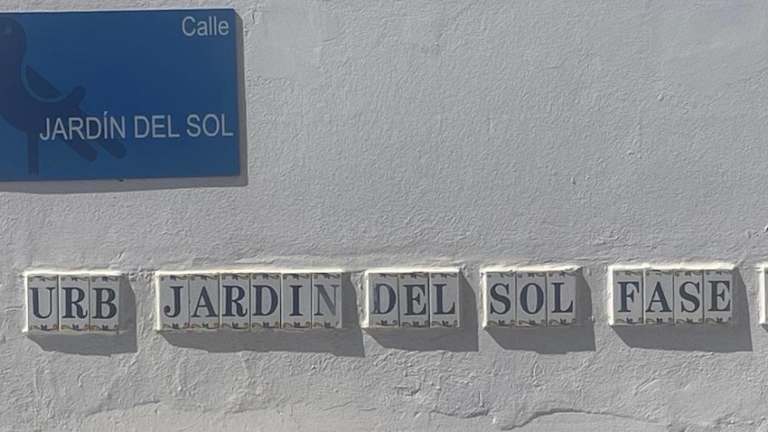 Calle
JARDÍN DEL SOL
URB JARDIN DEL SOL FASE